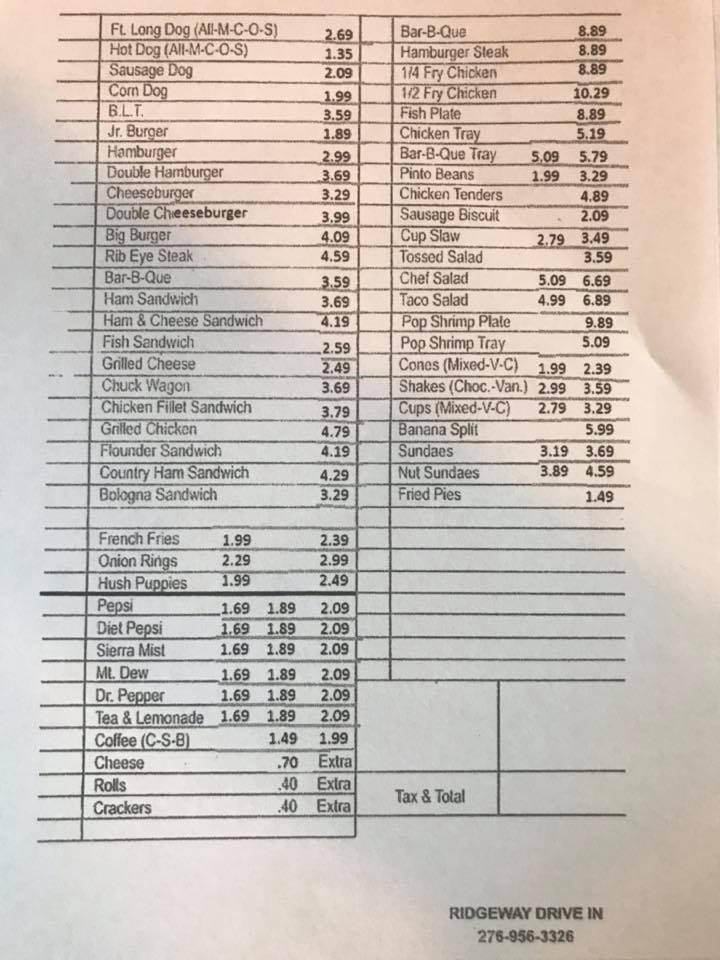 Ft. Long Dog (All-M-C-O-S) 2.69
Hot Dog (All-M-C-O-S) 1.35
Sausage Dog 2.09
Corn Dog 1.99
B.L.T. 3.59
Jr. Burger 1.89
Hamburger 2.99
Double Hamburger 3.69
Cheeseburger 3.29
Double Cheeseburger 3.99
Big Burger 4.09
Rib Eye Steak 4.59
Bar-B-Que 3.59
Ham Sandwich 3.69
Ham & Cheese Sandwich 4.19
Fish Sandwich 2.59
Grilled Cheese 2.49
Chuck Wagon 3.69
Chicken Fillet Sandwich 3.79
Grilled Chicken 4.79
Flounder Sandwich 4.19
Country Ham Sandwich 4.29
Bologna Sandwich 3.29
French Fries 1.99 2.39
Onion Rings 2.29 2.99
Hush Puppies 1.99 2.49
Pepsi 1.69 1.89 2.09
Diet Pepsi 1.69 1.89 2.09
Sierra Mist 1.69 1.89 2.09
Mt. Dew 1.69 1.89 2.09
Dr. Pepper 1.69 1.89 2.09
Tea & Lemonade 1.69 1.89 2.09
Coffee (C-S-B) 1.49 1.99
Cheese .70 Extra
Rolls .40 Extra
Crackers .40 Extra
Bar-B-Que 8.89
Hamburger Steak 8.89
1/4 Fry Chicken 8.89
1/2 Fry Chicken 10.29
Fish Plate 8.89
Chicken Tray 5.19
Bar-B-Que Tray 5.09 5.79
Pinto Beans 1.99 3.29
Chicken Tenders 4.89
Sausage Biscuit 2.09
Cup Slaw 2.79 3.49
Tossed Salad 3.59
Chef Salad 5.09 6.69
Taco Salad 4.99 6.89
Pop Shrimp Plate 9.89
Pop Shrimp Tray 5.09
Cones (Mixed-V-C) 1.99 2.39
Shakes (Choc.-Van.) 2.99 3.59
Cups (Mixed-V-C) 2.79 3.29
Banana Split 5.99
Sundaes 3.19 3.69
Nut Sundaes 3.89 4.59
Fried Pies 1.49
Tax & Total
RIDGEWAY DRIVE IN
276-956-3326